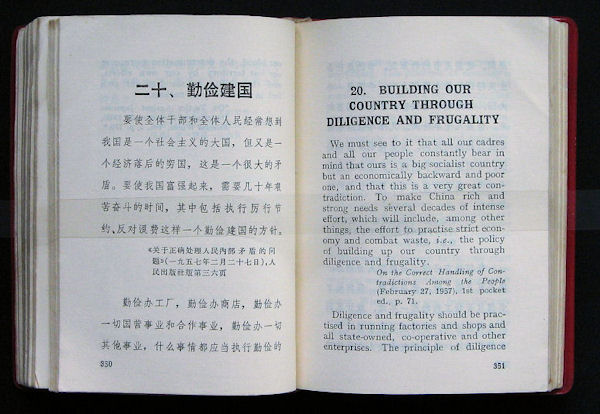 二十、勤俭建国
要使全体干部和全体人民经常想到
我国是一个社会主义的大国，但又是一
个经济落后的穷国，这是一个很大的矛
盾。要使我国富强起来，需要几十年艰
苦奋斗的时间，其中包括执行厉行节
约、反对浪费这样一个勤俭建国的方针。
《关于正确处理人民内部矛盾的问
题》（一九五七年二月二十七日），人
民出版社版第三六页
勤俭办工厂，勤俭办商店，勤俭办
一切国营事业和合作事业，勤俭办一切
其他事业，什么事情都应当执行勤俭的
350
20. BUILDING OUR
COUNTRY THROUGH
DILIGENCE AND FRUGALITY
We must see to it that all our cadres
and all our people constantly bear in
mind that ours is a big socialist country
but an economically backward and poor
one, and that this is a very great con-
tradiction. To make China rich and
strong needs several decades of intense
effort, which will include, among other
things, the effort to practise strict econ-
omy and combat waste, i.e., the policy
of building up our country through
diligence and frugality.
On the Correct Handling of Con-
tradictions Among the People
(February 27, 1957), 1st pocket
ed., p. 71.
Diligence and frugality should be prac-
tised in running factories and shops and
all state-owned, co-operative and other
enterprises. The principle of diligence
351